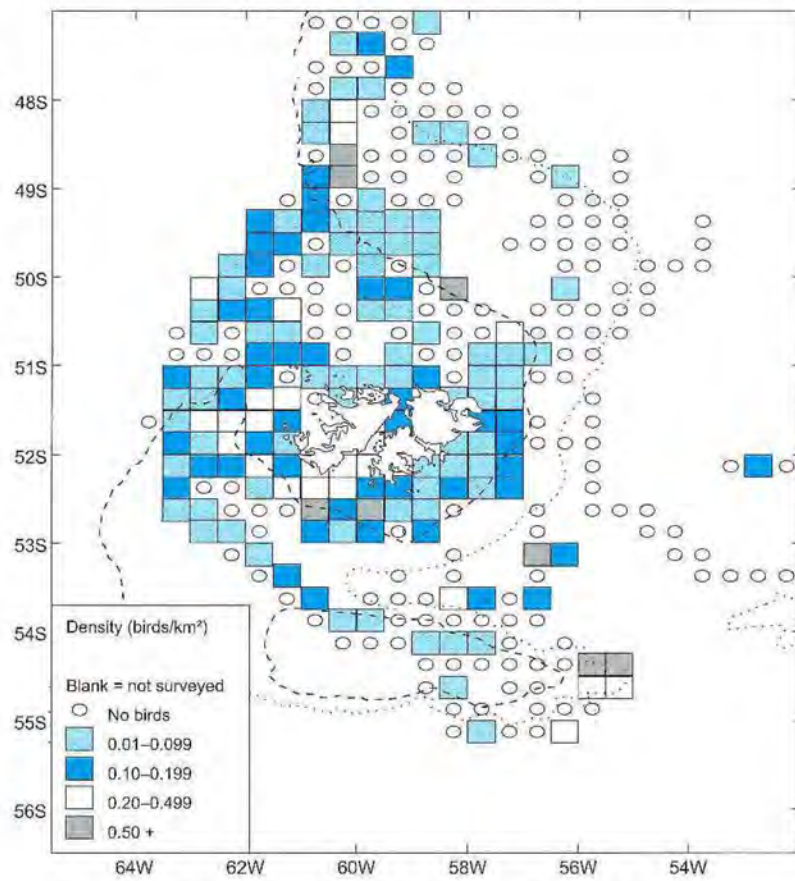 48S
49S
50S
51S
52S
53S
54S
55S
56S
Density (birds/km²)
Blank = not surveyed
No birds
0.01–0.099
0.10–0.199
0.20–0.499
0.50 +
64W 62W 60W 58W 56W 54W